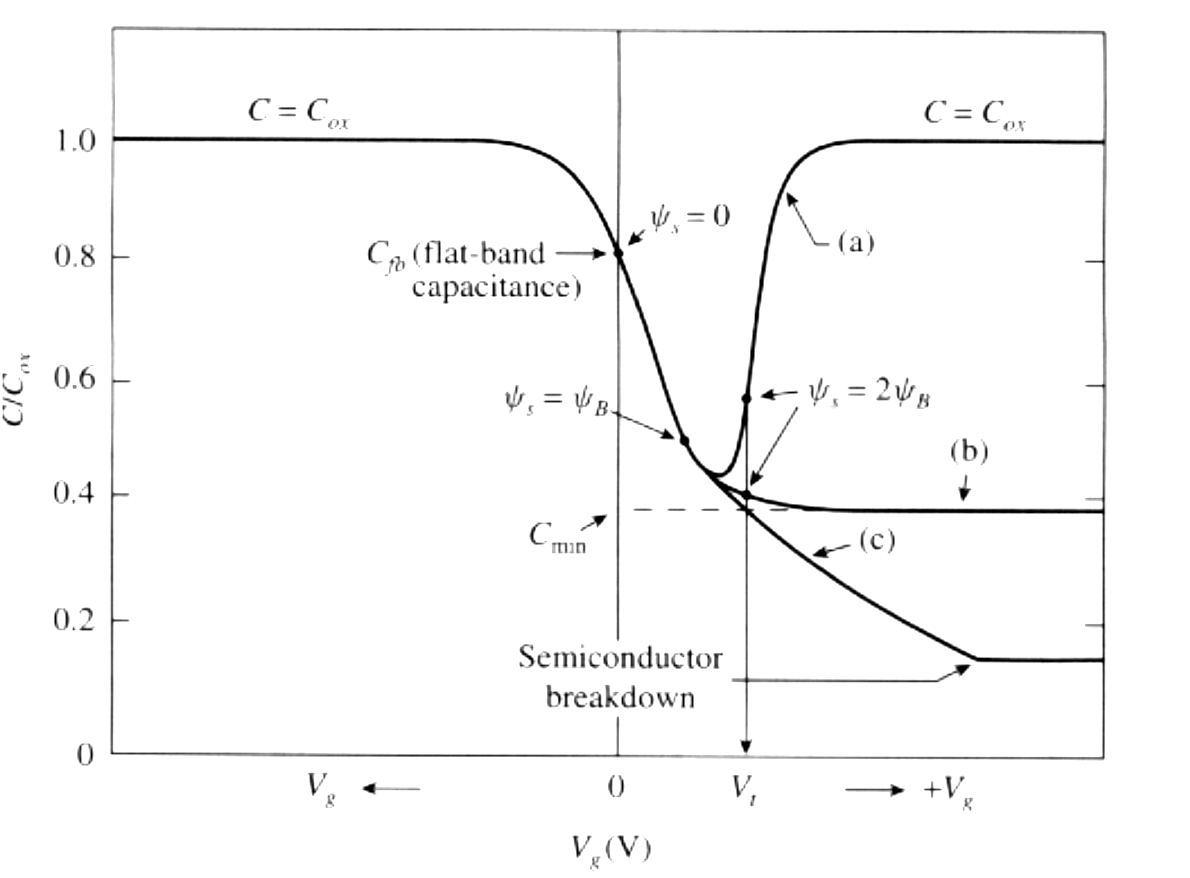 C = C_ox
C = C_ox
1.0
ψ_s = 0
(a)
0.8
C_fb (flat-band
capacitance)
C/C_ox
0.6
ψ_s = ψ_B
ψ_s = 2ψ_B
(b)
0.4
C_min
(c)
0.2
Semiconductor
breakdown
0
V_g ←
0
V_t
→ +V_g
V_g (V)